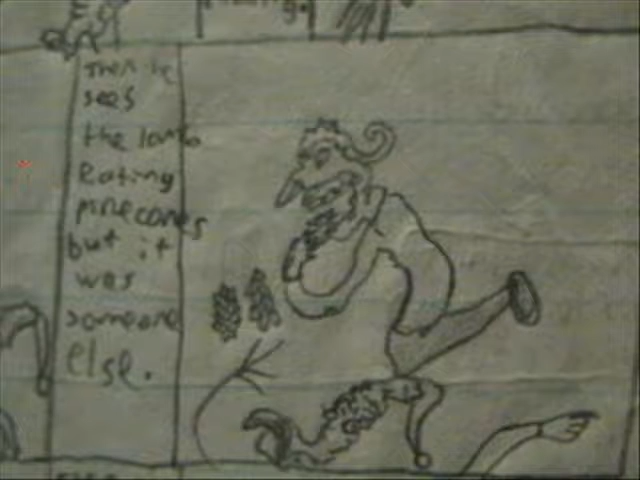 Then he
sees
the lamb
Eating
pinecones
but it
was
someone
else.